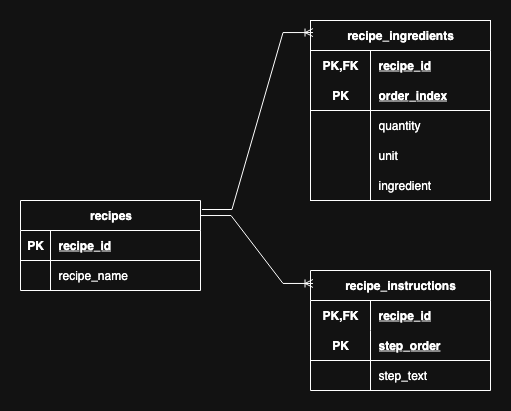 recipe_ingredients
PK,FK recipe_id
PK order_index
quantity
unit
ingredient
recipes
PK recipe_id
recipe_name
recipe_instructions
PK,FK recipe_id
PK step_order
step_text